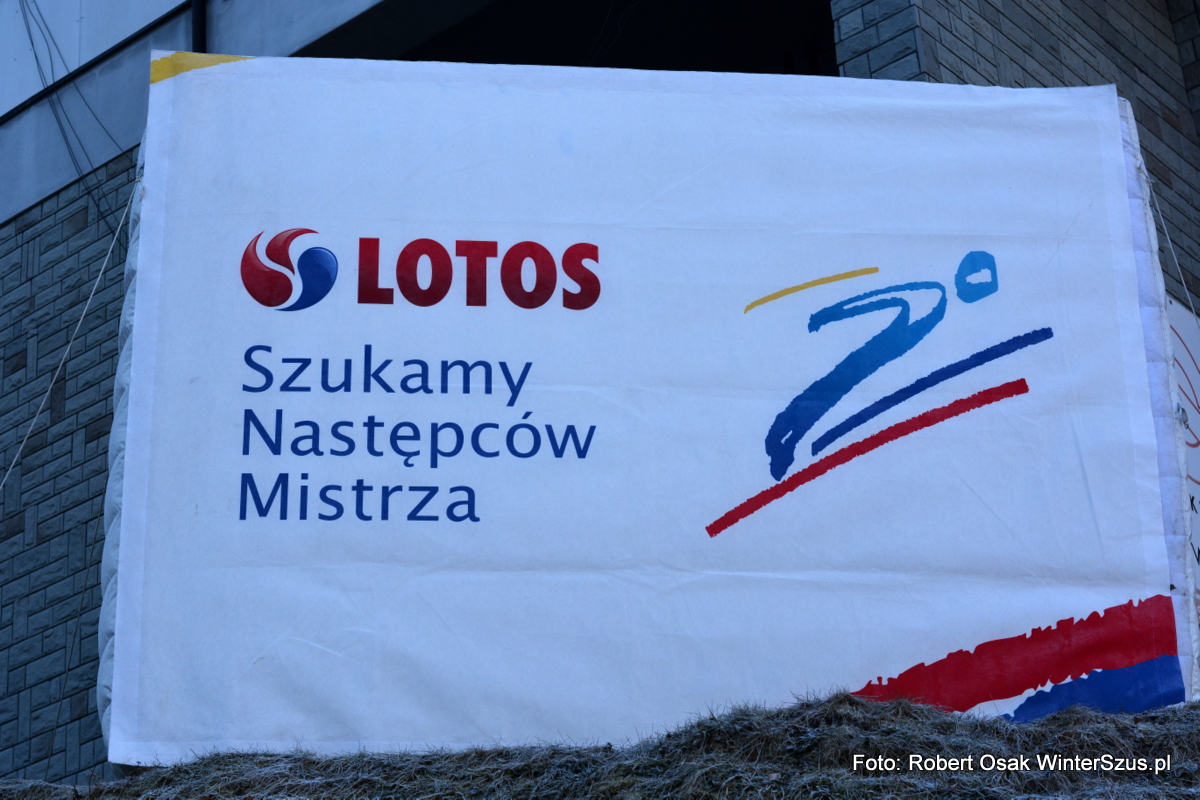 LOTOS
Szukamy
Następców
Mistrza
Foto: Robert Osak WinterSzus.pl